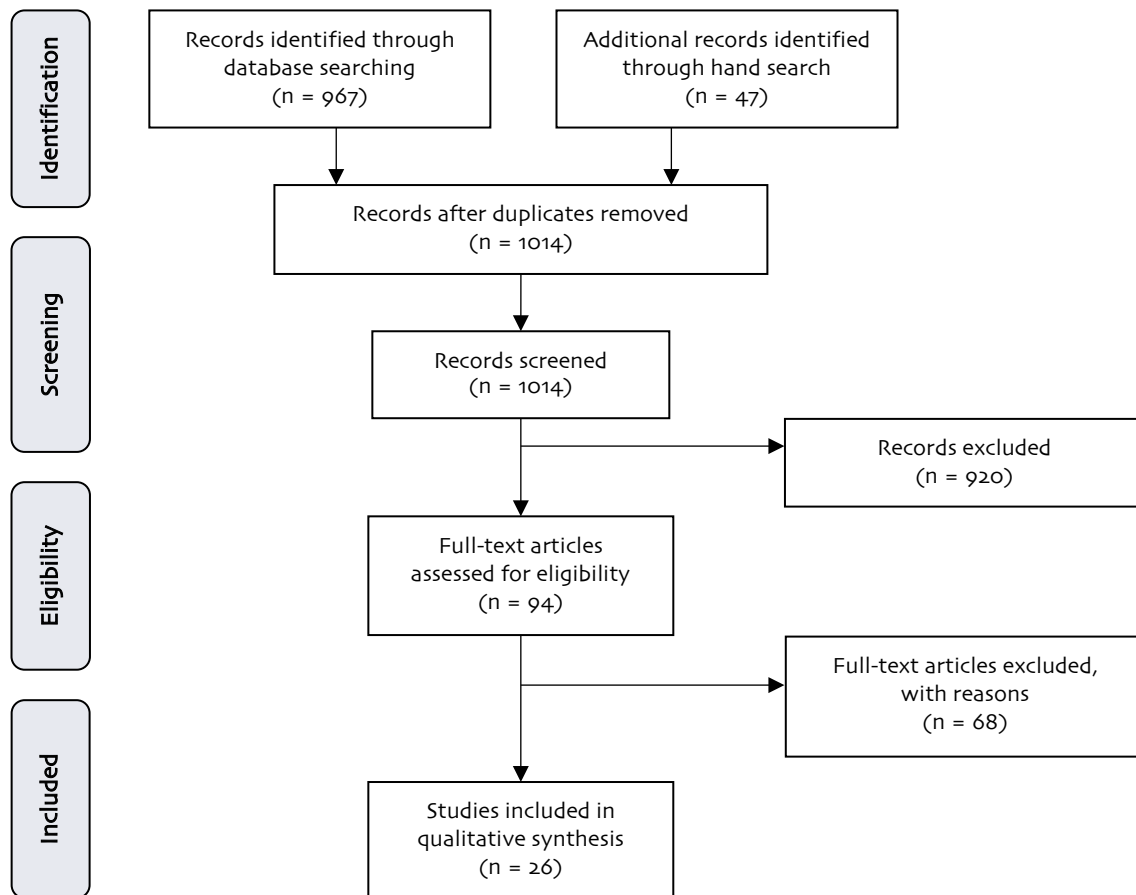 Identification
Records identified through
database searching
(n = 967)
Additional records identified
through hand search
(n = 47)
Records after duplicates removed
(n = 1014)
Screening
Records screened
(n = 1014)
Records excluded
(n = 920)
Eligibility
Full-text articles
assessed for eligibility
(n = 94)
Full-text articles excluded,
with reasons
(n = 68)
Included
Studies included in
qualitative synthesis
(n = 26)